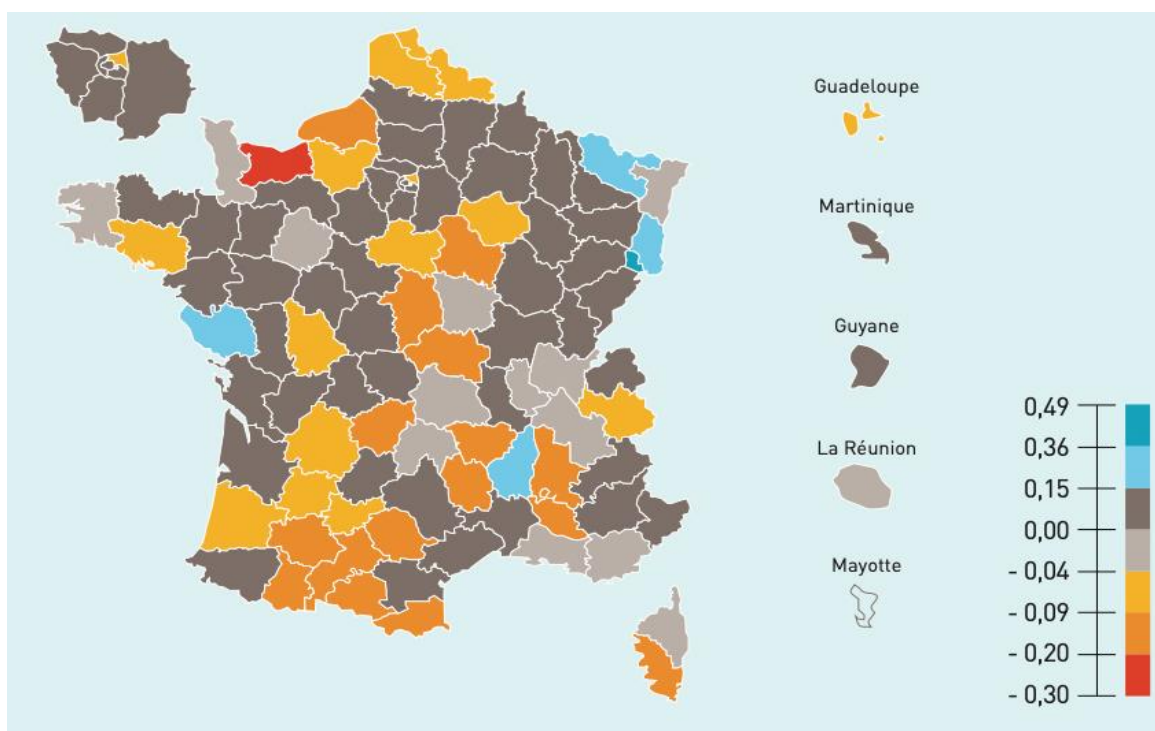 Guadeloupe
Martinique
Guyane
La Réunion
Mayotte
0,49
0,36
0,15
0,00
- 0,04
- 0,09
- 0,20
- 0,30